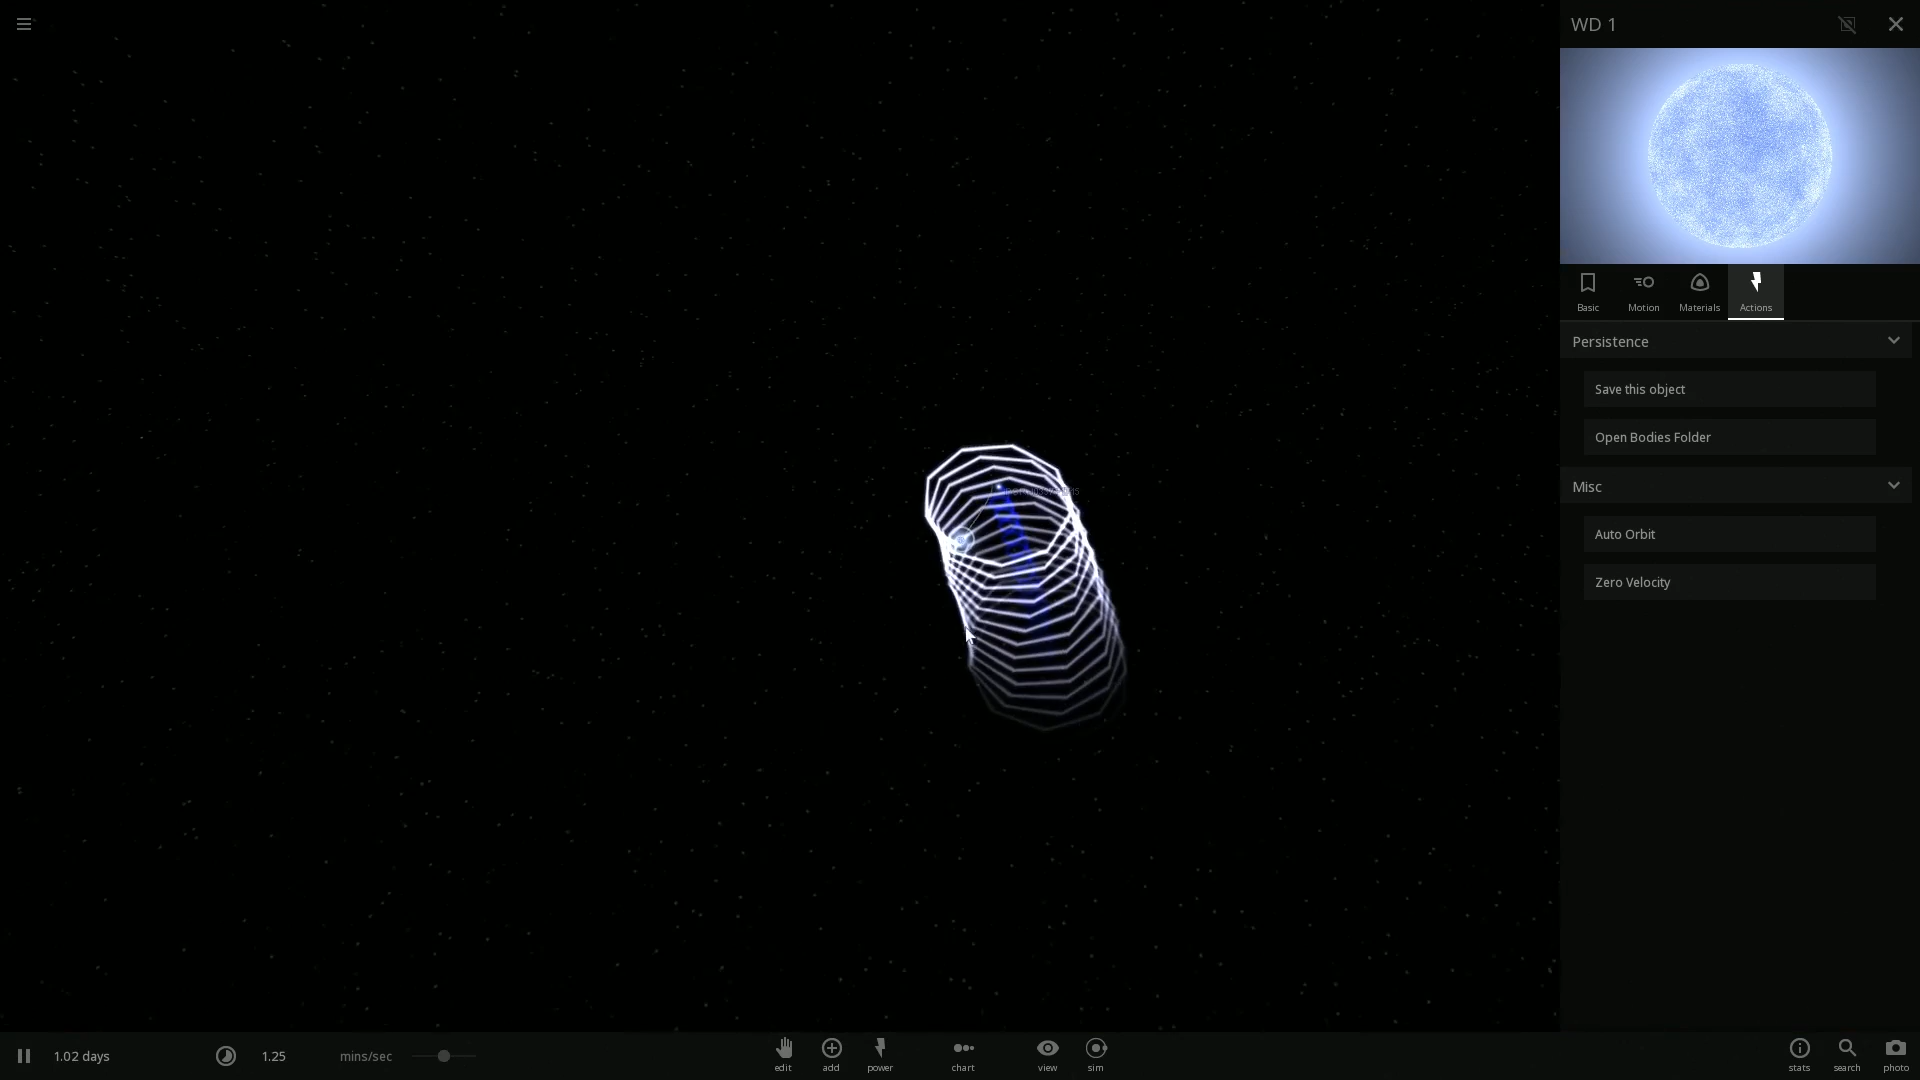 WD 1
Basic
Motion
Materials
Actions
Persistence
Save this object
Open Bodies Folder
Misc
Auto Orbit
Zero Velocity
1.02 days
1.25
mins/sec
edit
add
power
chart
view
sim
stats
search
photo